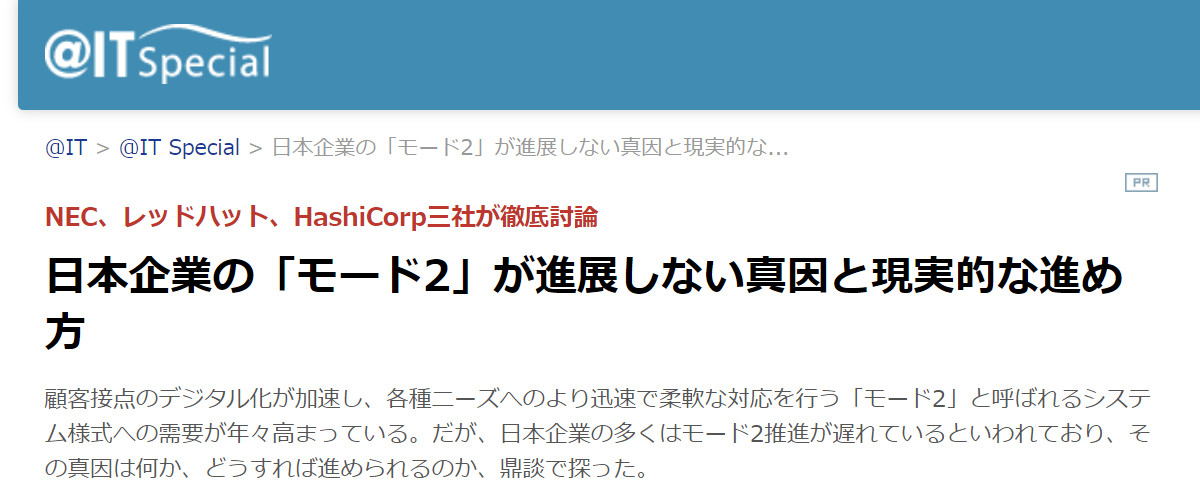 @IT Special
@IT > @IT Special > 日本企業の「モード2」が進展しない真因と現実的な...
PR
NEC、レッドハット、HashiCorp三社が徹底討論
日本企業の「モード2」が進展しない真因と現実的な進め
方
顧客接点のデジタル化が加速し、各種ニーズへのより迅速で柔軟な対応を行う「モード2」と呼ばれるシステ
ム様式への需要が年々高まっている。だが、日本企業の多くはモード2推進が遅れているといわれており、そ
の真因は何か、どうすれば進められるのか、鼎談で探った。